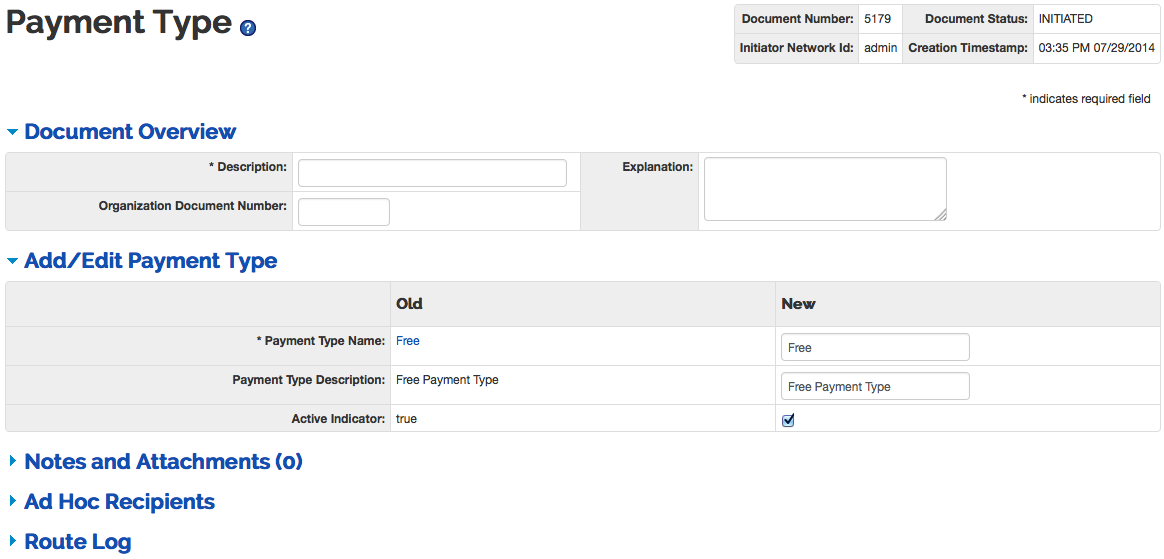 Payment Type ?
Document Number: 5179 Document Status: INITIATED
Initiator Network Id: admin Creation Timestamp: 03:35 PM 07/29/2014
* indicates required field
Document Overview
* Description: Explanation:
Organization Document Number:
Add/Edit Payment Type
Old New
* Payment Type Name: Free Free
Payment Type Description: Free Payment Type Free Payment Type
Active Indicator: true
Notes and Attachments (0)
Ad Hoc Recipients
Route Log